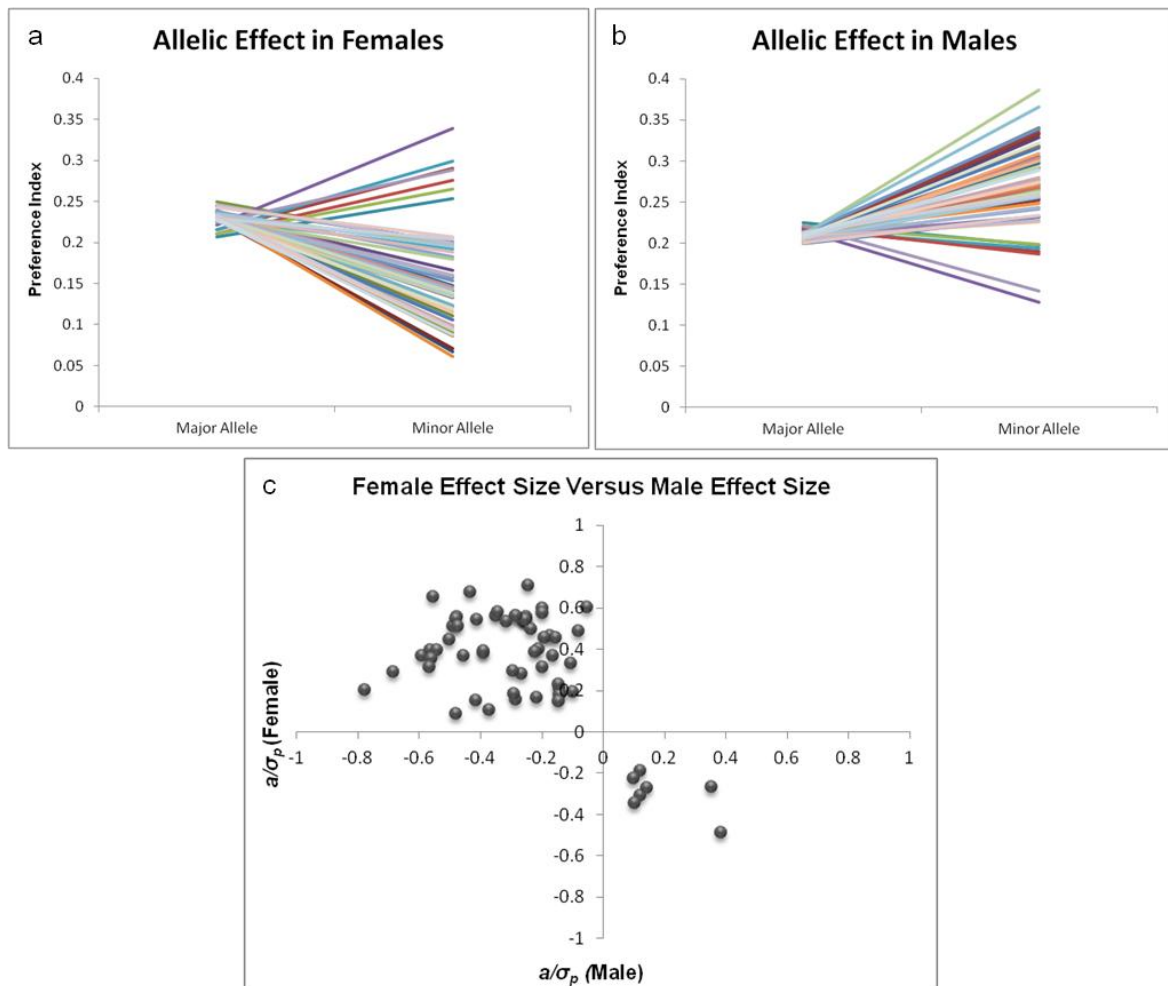 a
Allelic Effect in Females
Preference Index
0.4
0.35
0.3
0.25
0.2
0.15
0.1
0.05
0
Major Allele
Minor Allele
b
Allelic Effect in Males
Preference Index
0.4
0.35
0.3
0.25
0.2
0.15
0.1
0.05
0
Major Allele
Minor Allele
c
Female Effect Size Versus Male Effect Size
a/σp (Female)
1
0.8
0.6
0.4
0.2
0
-0.2
-0.4
-0.6
-0.8
-1
-1 -0.8 -0.6 -0.4 -0.2 0 0.2 0.4 0.6 0.8 1
a/σp (Male)